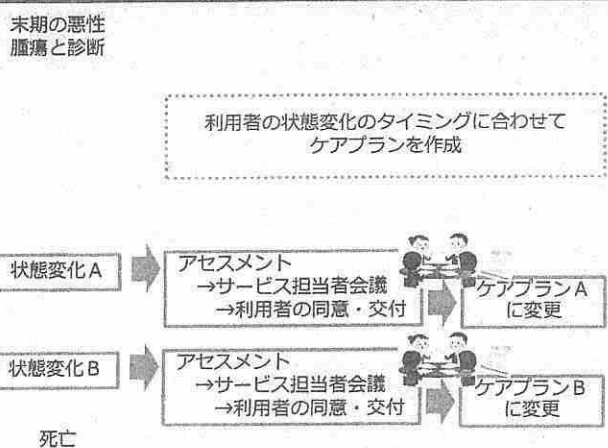 末期の悪性
腫瘍と診断
利用者の状態変化のタイミングに合わせて
ケアプランを作成
状態変化A
アセスメント
→サービス担当者会議
→利用者の同意・交付
ケアプランA
に変更
状態変化B
アセスメント
→サービス担当者会議
→利用者の同意・交付
ケアプランB
に変更
死亡